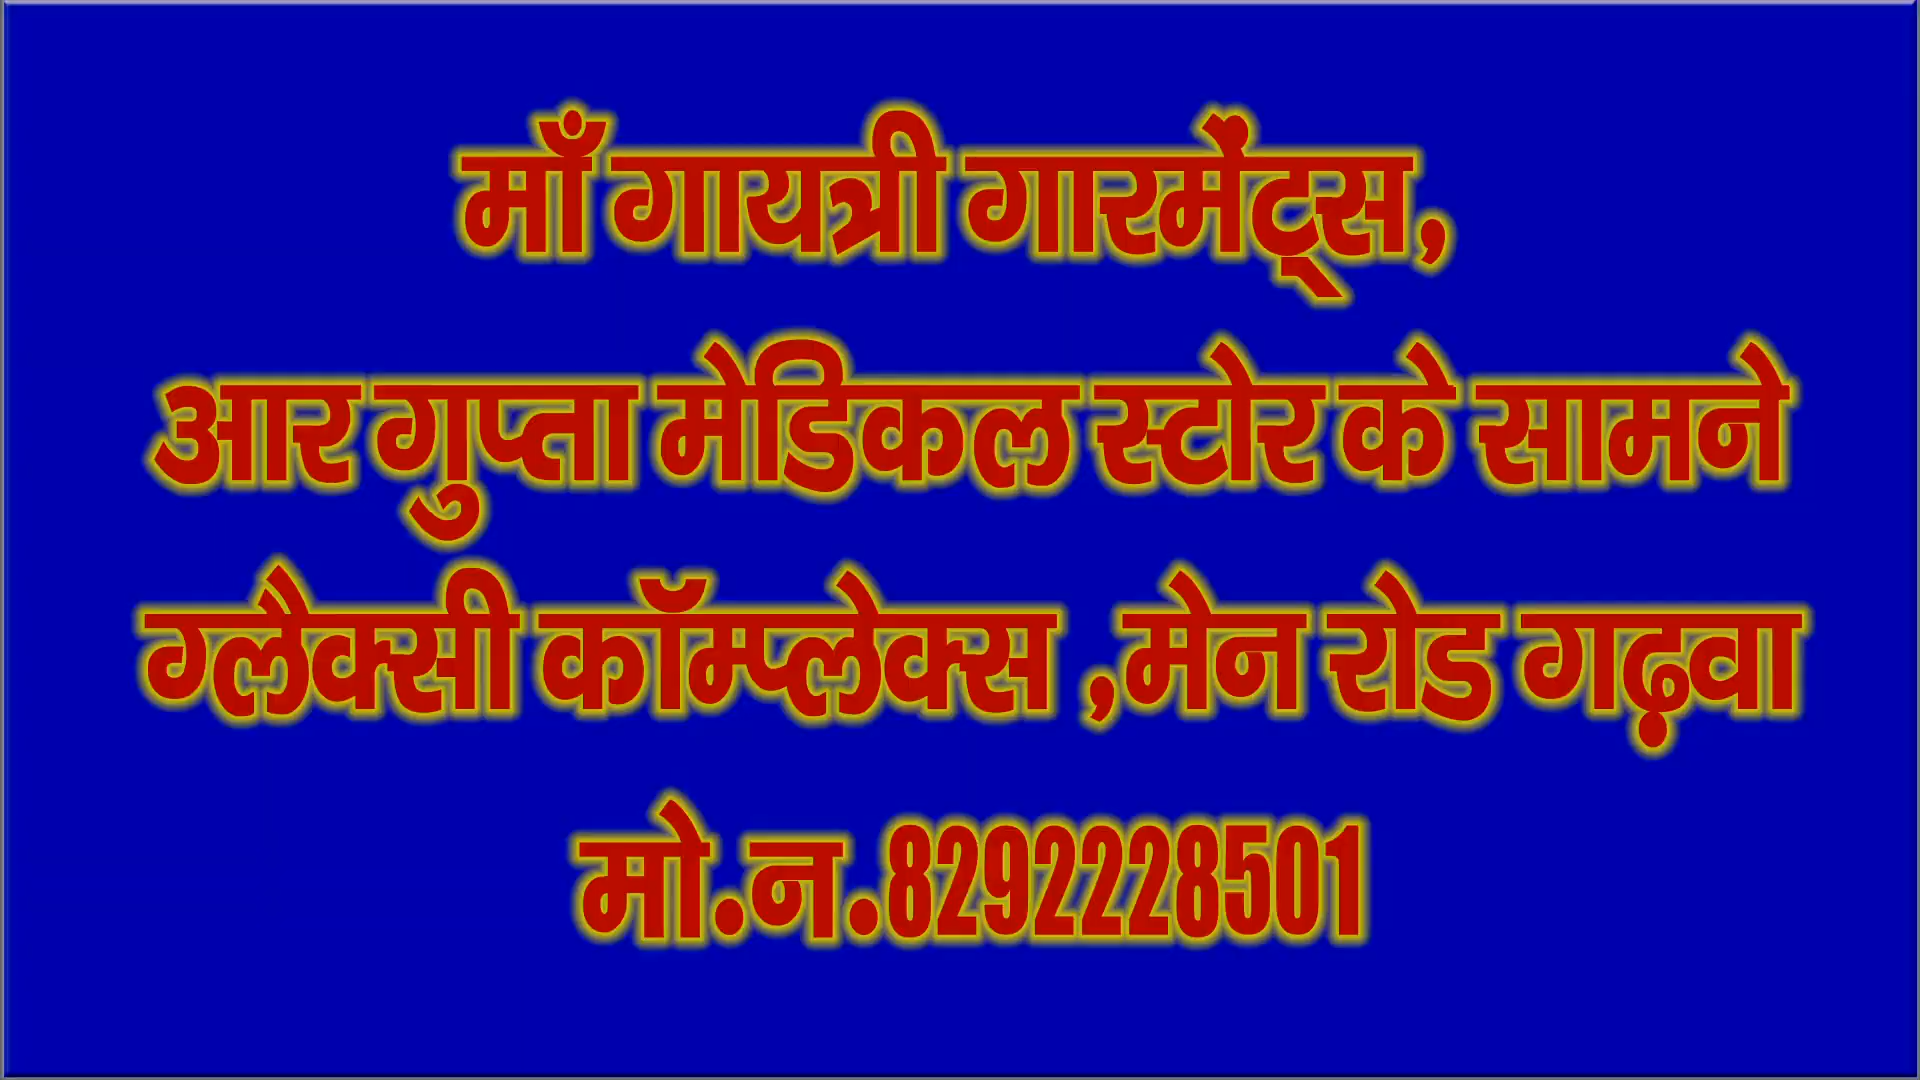 माँ गायत्री गारमेंट्स,
आर गुप्ता मेडिकल स्टोर के सामने
ग्लैक्सी कॉम्प्लेक्स ,मेन रोड गढ़वा
मो.न.8292228501